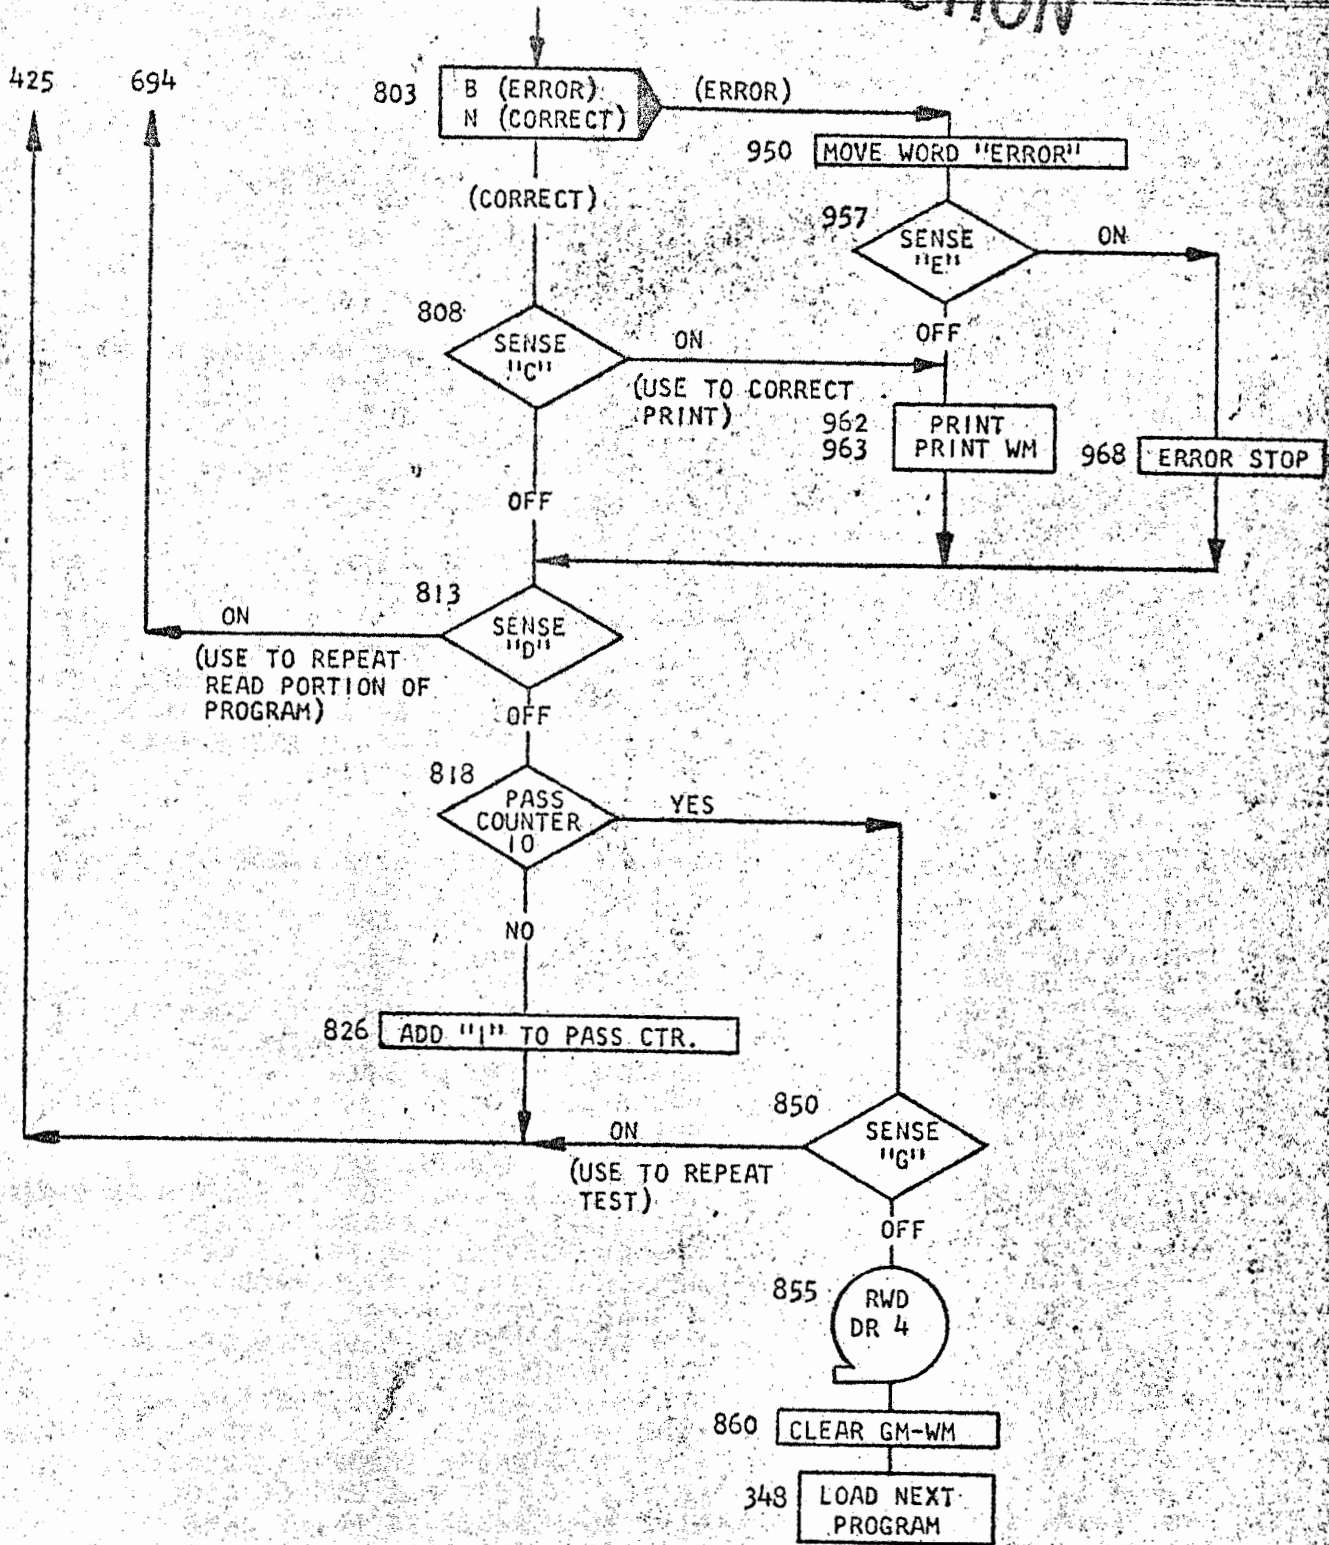 425
694
803
B (ERROR)
N (CORRECT)
(ERROR)
950
MOVE WORD "ERROR"
(CORRECT)
957
SENSE
"E"
ON
OFF
808
SENSE
"C"
ON
(USE TO CORRECT
PRINT)
962
963
PRINT
PRINT WM
968
ERROR STOP
OFF
813
SENSE
"D"
ON
(USE TO REPEAT
READ PORTION OF
PROGRAM)
OFF
818
PASS
COUNTER
10
YES
NO
826
ADD "1" TO PASS CTR.
850
SENSE
"G"
ON
(USE TO REPEAT
TEST)
OFF
855
RWD
DR 4
860
CLEAR GM-WM
348
LOAD NEXT
PROGRAM